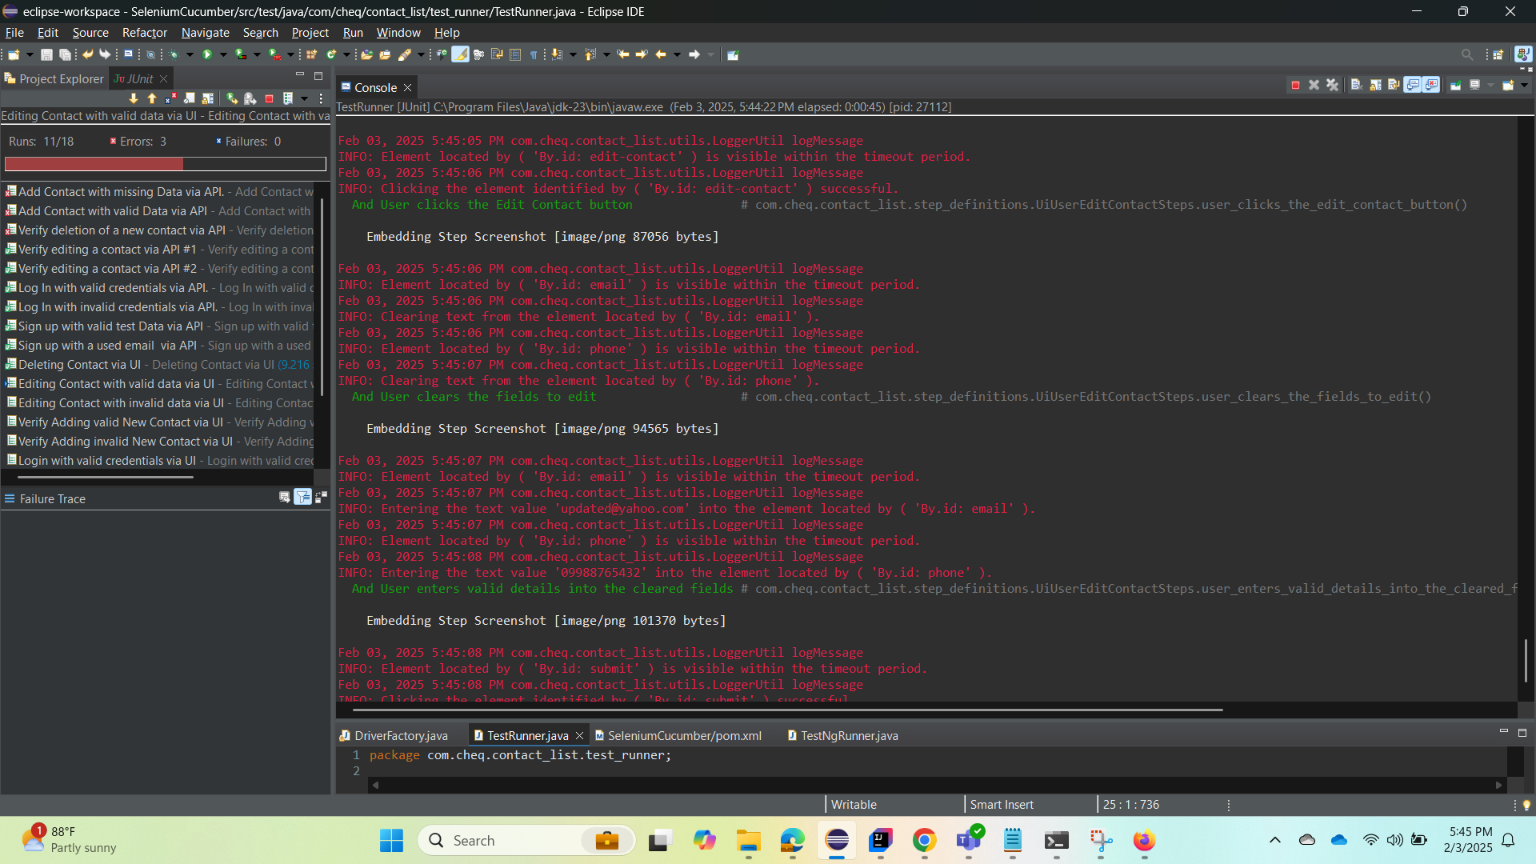 eclipse-workspace - SeleniumCucumber/src/test/java/com/cheq/contact_list/test_runner/TestRunner.java - Eclipse IDE
File Edit Source Refactor Navigate Search Project Run Window Help
Project Explorer JUnit
Editing Contact with valid data via UI - Editing Contact with va
Runs: 11/18 Errors: 3 Failures: 0
Add Contact with missing Data via API. - Add Contact w
Add Contact with valid Data via API - Add Contact with
Verify deletion of a new contact via API - Verify deletion
Verify editing a contact via API #1 - Verify editing a cont
Verify editing a contact via API #2 - Verify editing a cont
Log In with valid credentials via API. - Log In with valid c
Log In with invalid credentials via API. - Log In with inva
Sign up with valid test Data via API - Sign up with valid
Sign up with a used email via API - Sign up with a used
Deleting Contact via UI - Deleting Contact via UI (9.216
Editing Contact with valid data via UI - Editing Contact v
Editing Contact with invalid data via UI - Editing Contac
Verify Adding valid New Contact via UI - Verify Adding v
Verify Adding invalid New Contact via UI - Verify Adding
Login with valid credentials via UI - Login with valid cred
Failure Trace
Console
TestRunner [JUnit] C:\Program Files\Java\jdk-23\bin\javaw.exe (Feb 3, 2025, 5:44:22 PM elapsed: 0:00:45) [pid: 27112]
Feb 03, 2025 5:45:05 PM com.cheq.contact_list.utils.LoggerUtil logMessage
INFO: Element located by ( 'By.id: edit-contact' ) is visible within the timeout period.
Feb 03, 2025 5:45:06 PM com.cheq.contact_list.utils.LoggerUtil logMessage
INFO: Clicking the element identified by ( 'By.id: edit-contact' ) successful.
And User clicks the Edit Contact button # com.cheq.contact_list.step_definitions.UiUserEditContactSteps.user_clicks_the_edit_contact_button()
Embedding Step Screenshot [image/png 87056 bytes]
Feb 03, 2025 5:45:06 PM com.cheq.contact_list.utils.LoggerUtil logMessage
INFO: Element located by ( 'By.id: email' ) is visible within the timeout period.
Feb 03, 2025 5:45:06 PM com.cheq.contact_list.utils.LoggerUtil logMessage
INFO: Clearing text from the element located by ( 'By.id: email' ).
Feb 03, 2025 5:45:06 PM com.cheq.contact_list.utils.LoggerUtil logMessage
INFO: Element located by ( 'By.id: phone' ) is visible within the timeout period.
Feb 03, 2025 5:45:07 PM com.cheq.contact_list.utils.LoggerUtil logMessage
INFO: Clearing text from the element located by ( 'By.id: phone' ).
And User clears the fields to edit # com.cheq.contact_list.step_definitions.UiUserEditContactSteps.user_clears_the_fields_to_edit()
Embedding Step Screenshot [image/png 94565 bytes]
Feb 03, 2025 5:45:07 PM com.cheq.contact_list.utils.LoggerUtil logMessage
INFO: Element located by ( 'By.id: email' ) is visible within the timeout period.
Feb 03, 2025 5:45:07 PM com.cheq.contact_list.utils.LoggerUtil logMessage
INFO: Entering the text value 'updated@yahoo.com' into the element located by ( 'By.id: email' ).
Feb 03, 2025 5:45:07 PM com.cheq.contact_list.utils.LoggerUtil logMessage
INFO: Element located by ( 'By.id: phone' ) is visible within the timeout period.
Feb 03, 2025 5:45:08 PM com.cheq.contact_list.utils.LoggerUtil logMessage
INFO: Entering the text value '09988765432' into the element located by ( 'By.id: phone' ).
And User enters valid details into the cleared fields # com.cheq.contact_list.step_definitions.UiUserEditContactSteps.user_enters_valid_details_into_the_cleared_f
Embedding Step Screenshot [image/png 101370 bytes]
Feb 03, 2025 5:45:08 PM com.cheq.contact_list.utils.LoggerUtil logMessage
INFO: Element located by ( 'By.id: submit' ) is visible within the timeout period.
Feb 03, 2025 5:45:08 PM com.cheq.contact_list.utils.LoggerUtil logMessage
INFO: Clicking the element identified by ( 'By.id: submit' ) successful.
DriverFactory.java TestRunner.java SeleniumCucumber/pom.xml TestNgRunner.java
1 package com.cheq.contact_list.test_runner;
2
Writable Smart Insert 25 : 1 : 736
1 88°F
Partly sunny
Search
5:45 PM
2/3/2025